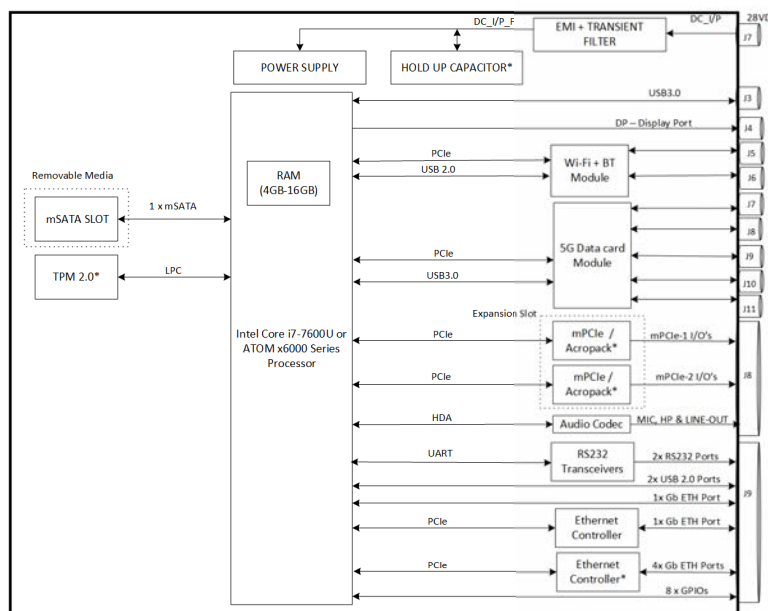 DC_I/P_F
DC_I/P
28VD
EMI + TRANSIENT
FILTER
J7
POWER SUPPLY
HOLD UP CAPACITOR*
USB3.0
J3
DP – Display Port
J4
PCIe
Wi-Fi + BT
Module
J5
USB 2.0
J6
RAM
(4GB-16GB)
Removable Media
mSATA SLOT
1 x mSATA
TPM 2.0*
LPC
5G Data card
Module
PCIe
USB3.0
J7
J8
J9
J10
J11
Intel Core i7-7600U or
ATOM x6000 Series
Processor
Expansion Slot
PCIe
mPCIe /
Acropack*
mPCIe-1 I/O's
PCIe
mPCIe /
Acropack*
mPCIe-2 I/O's
J8
HDA
Audio Codec
MIC, HP & LINE-OUT
UART
RS232
Transceivers
2x RS232 Ports
2x USB 2.0 Ports
1x Gb ETH Port
J9
PCIe
Ethernet
Controller
1x Gb ETH Port
PCIe
Ethernet
Controller*
4x Gb ETH Ports
8 x GPIOs